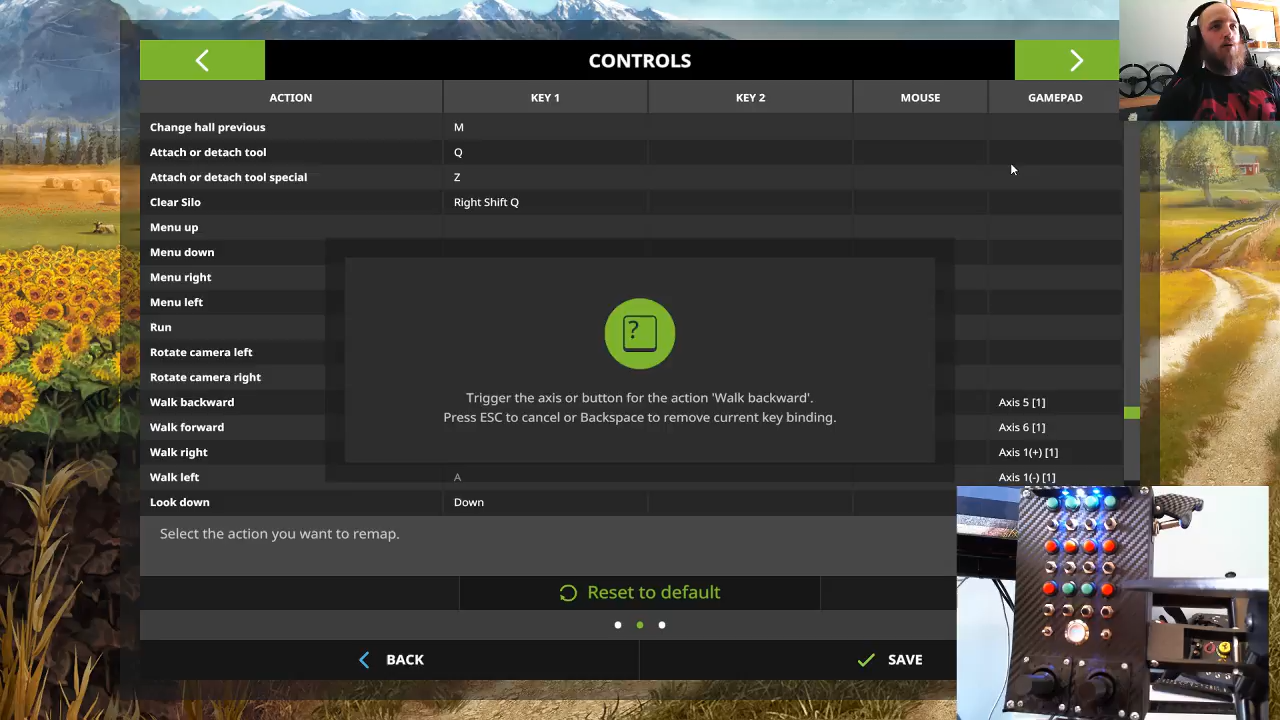 CONTROLS
ACTION KEY 1 KEY 2 MOUSE GAMEPAD
Change hall previous M
Attach or detach tool Q
Attach or detach tool special Z
Clear Silo Right Shift Q
Menu up
Menu down
Menu right
Menu left
Run
Rotate camera left
Rotate camera right
Walk backward Axis 5 [1]
Walk forward Axis 6 [1]
Walk right Axis 1(+) [1]
Walk left A Axis 1(-) [1]
Look down Down
?
Trigger the axis or button for the action 'Walk backward'.
Press ESC to cancel or Backspace to remove current key binding.
Select the action you want to remap.
Reset to default
BACK SAVE